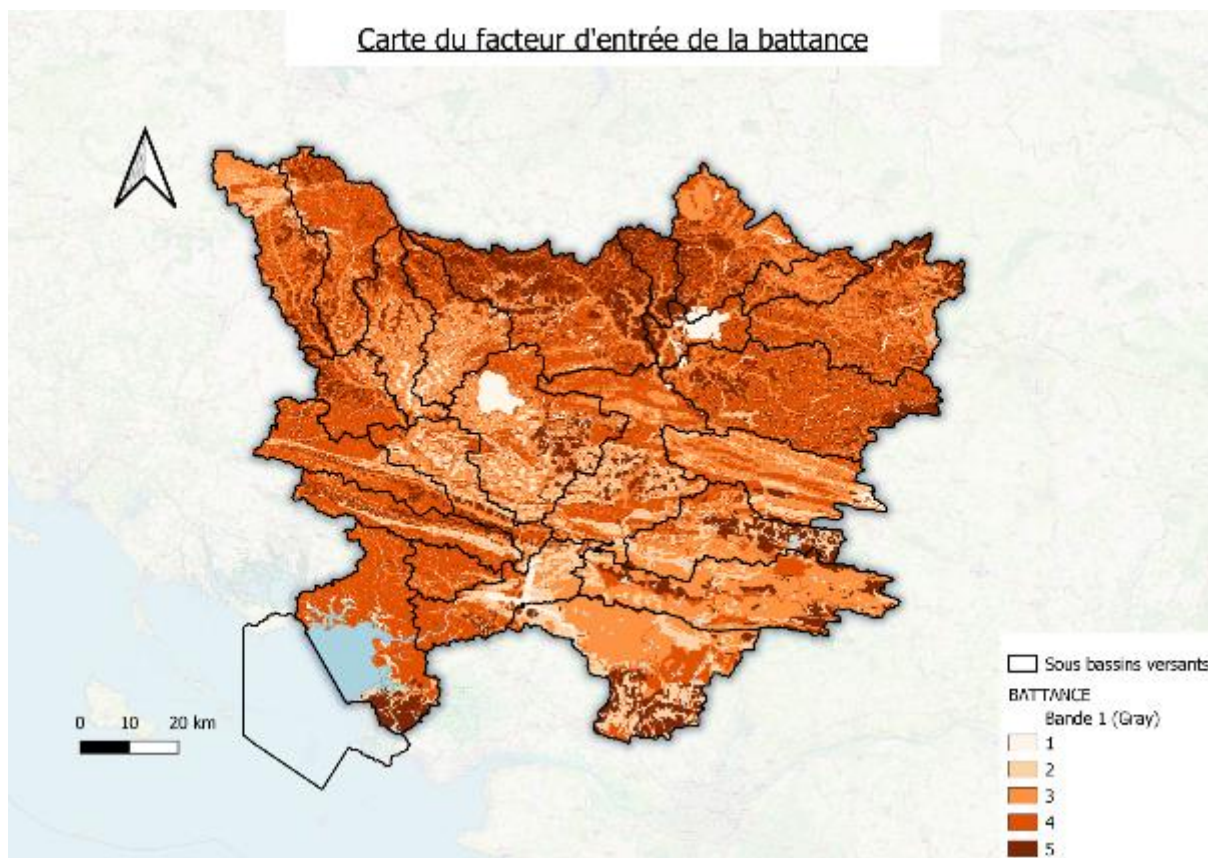 Carte du facteur d'entrée de la battance
0 10 20 km
Sous bassins versants
BATTANCE
Bande 1 (Gray)
1
2
3
4
5